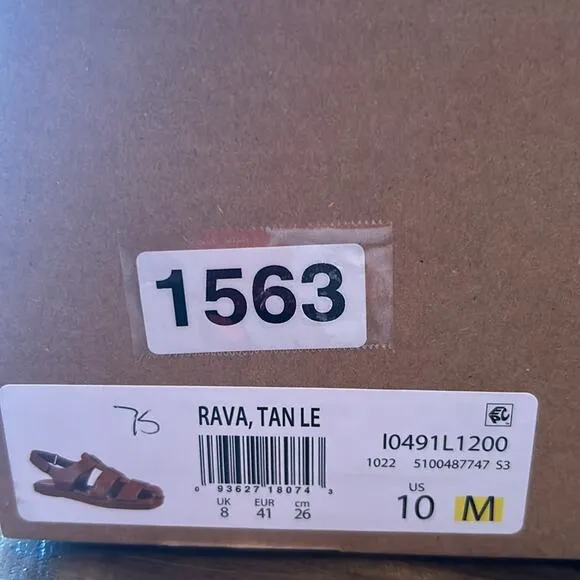 1563
75
RAVA, TAN LE
I0491L1200
1022 5100487747 S3
0 93627 18074 3
UK EUR cm
8 41 26
US
10 M